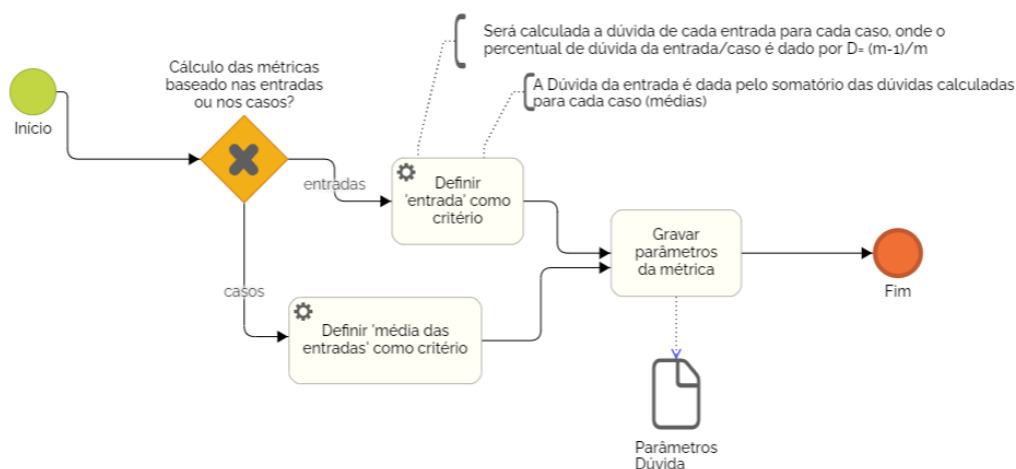 Será calculada a dúvida de cada entrada para cada caso, onde o
percentual de dúvida da entrada/caso é dado por D= (m-1)/m
A Dúvida da entrada é dada pelo somatório das dúvidas calculadas
para cada caso (médias)
Cálculo das métricas
baseado nas entradas
ou nos casos?
Início
entradas
Definir
'entrada' como
critério
Gravar
parâmetros
da métrica
Fim
casos
Definir 'média das
entradas' como critério
Parâmetros
Dúvida